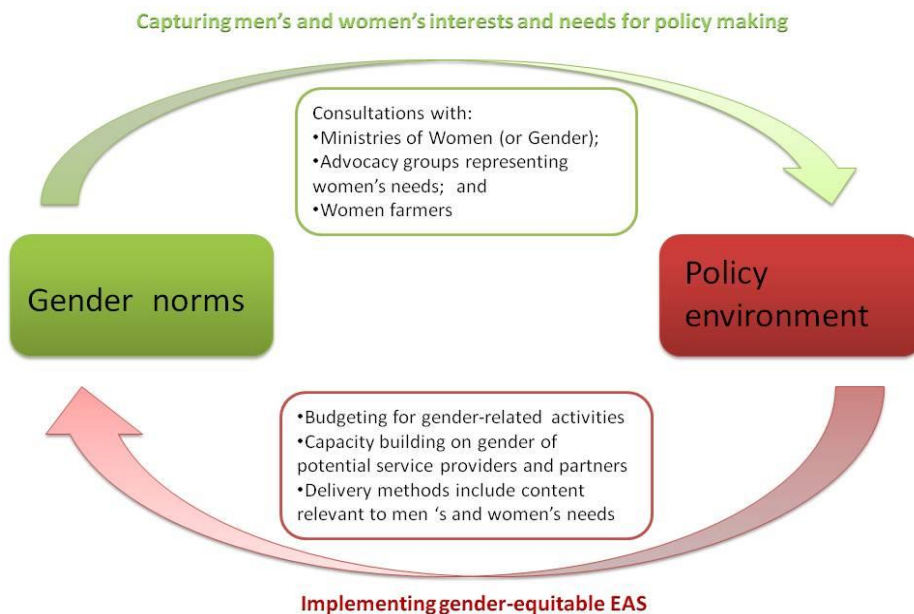 Capturing men's and women's interests and needs for policy making
Consultations with:
•Ministries of Women (or Gender);
•Advocacy groups representing
women's needs; and
•Women farmers
Gender norms
Policy
environment
•Budgeting for gender-related activities
•Capacity building on gender of
potential service providers and partners
•Delivery methods include content
relevant to men 's and women's needs
Implementing gender-equitable EAS